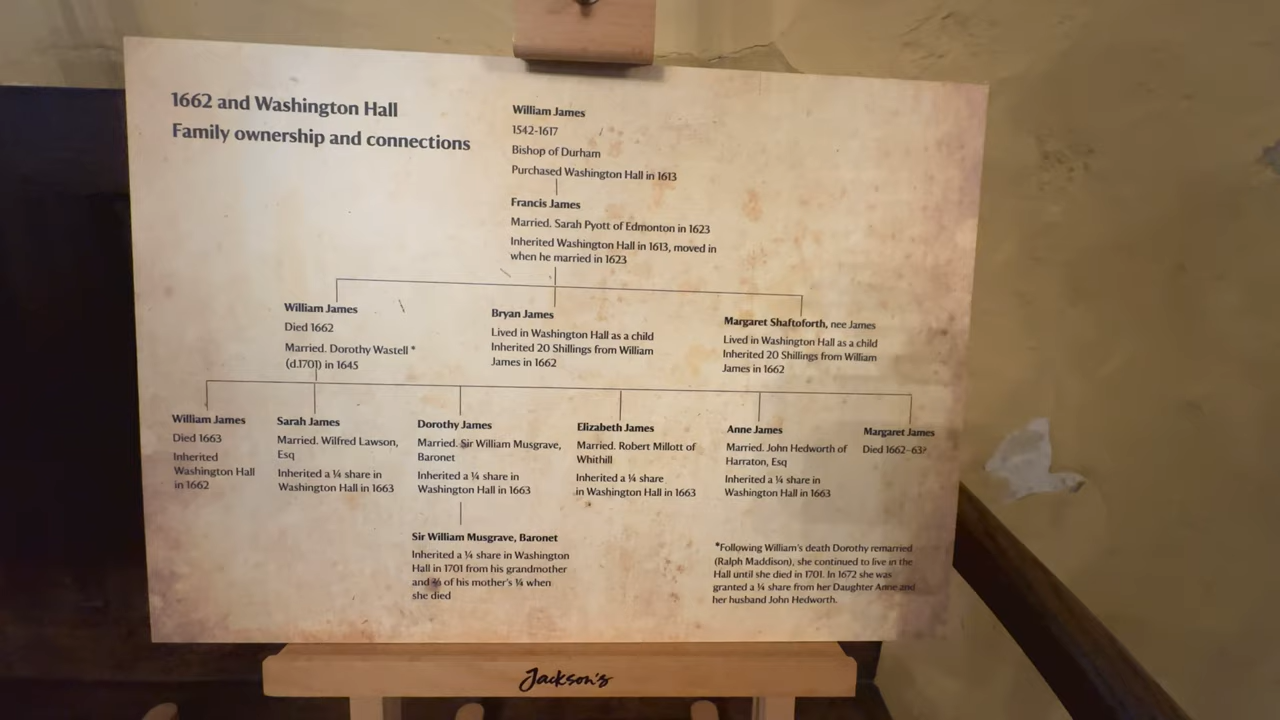 1662 and Washington Hall
Family ownership and connections
William James
1542-1617
Bishop of Durham
Purchased Washington Hall in 1613
Francis James
Married. Sarah Pyott of Edmonton in 1623
Inherited Washington Hall in 1613, moved in
when he married in 1623
William James
Died 1662
Married. Dorothy Wastell *
(d.1701) in 1645
Bryan James
Lived in Washington Hall as a child
Inherited 20 Shillings from William
James in 1662
Margaret Shaftoforth, nee James
Lived in Washington Hall as a child
Inherited 20 Shillings from William
James in 1662
William James
Died 1663
Inherited
Washington Hall
in 1662
Sarah James
Married. Wilfred Lawson,
Esq
Inherited a ¼ share in
Washington Hall in 1663
Dorothy James
Married. Sir William Musgrave,
Baronet
Inherited a ¼ share in
Washington Hall in 1663
Elizabeth James
Married. Robert Millott of
Whithill
Inherited a ¼ share
in Washington Hall in 1663
Anne James
Married. John Hedworth of
Harraton, Esq
Inherited a ¼ share in
Washington Hall in 1663
Margaret James
Died 1662-63?
Sir William Musgrave, Baronet
Inherited a ¼ share in Washington
Hall in 1701 from his grandmother
and of his mother's ¼ when
she died
*Following William's death Dorothy remarried
(Ralph Maddison), she continued to live in the
Hall until she died in 1701. In 1672 she was
granted a ¼ share from her Daughter Anne and
her husband John Hedworth.
Jackson's